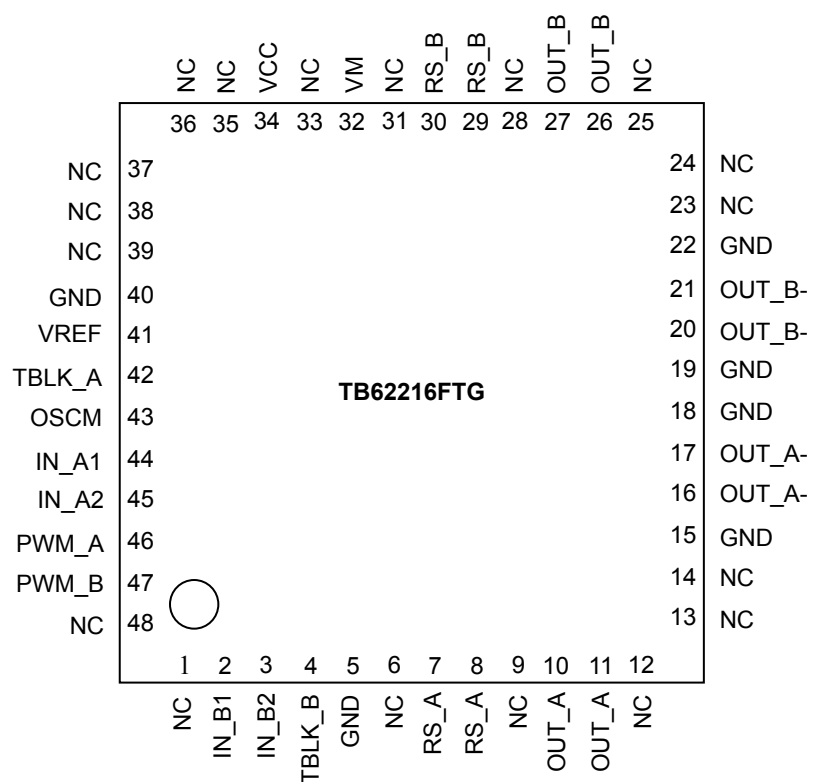 NC NC VCC NC VM NC RS_B RS_B NC OUT_B OUT_B NC
36 35 34 33 32 31 30 29 28 27 26 25
NC 37
NC 38
NC 39
GND 40
VREF 41
TBLK_A 42
OSCM 43
IN_A1 44
IN_A2 45
PWM_A 46
PWM_B 47
NC 48
TB62216FTG
24 NC
23 NC
22 GND
21 OUT_B-
20 OUT_B-
19 GND
18 GND
17 OUT_A-
16 OUT_A-
15 GND
14 NC
13 NC
1 2 3 4 5 6 7 8 9 10 11 12
NC IN_B1 IN_B2 TBLK_B GND NC RS_A RS_A NC OUT_A OUT_A NC